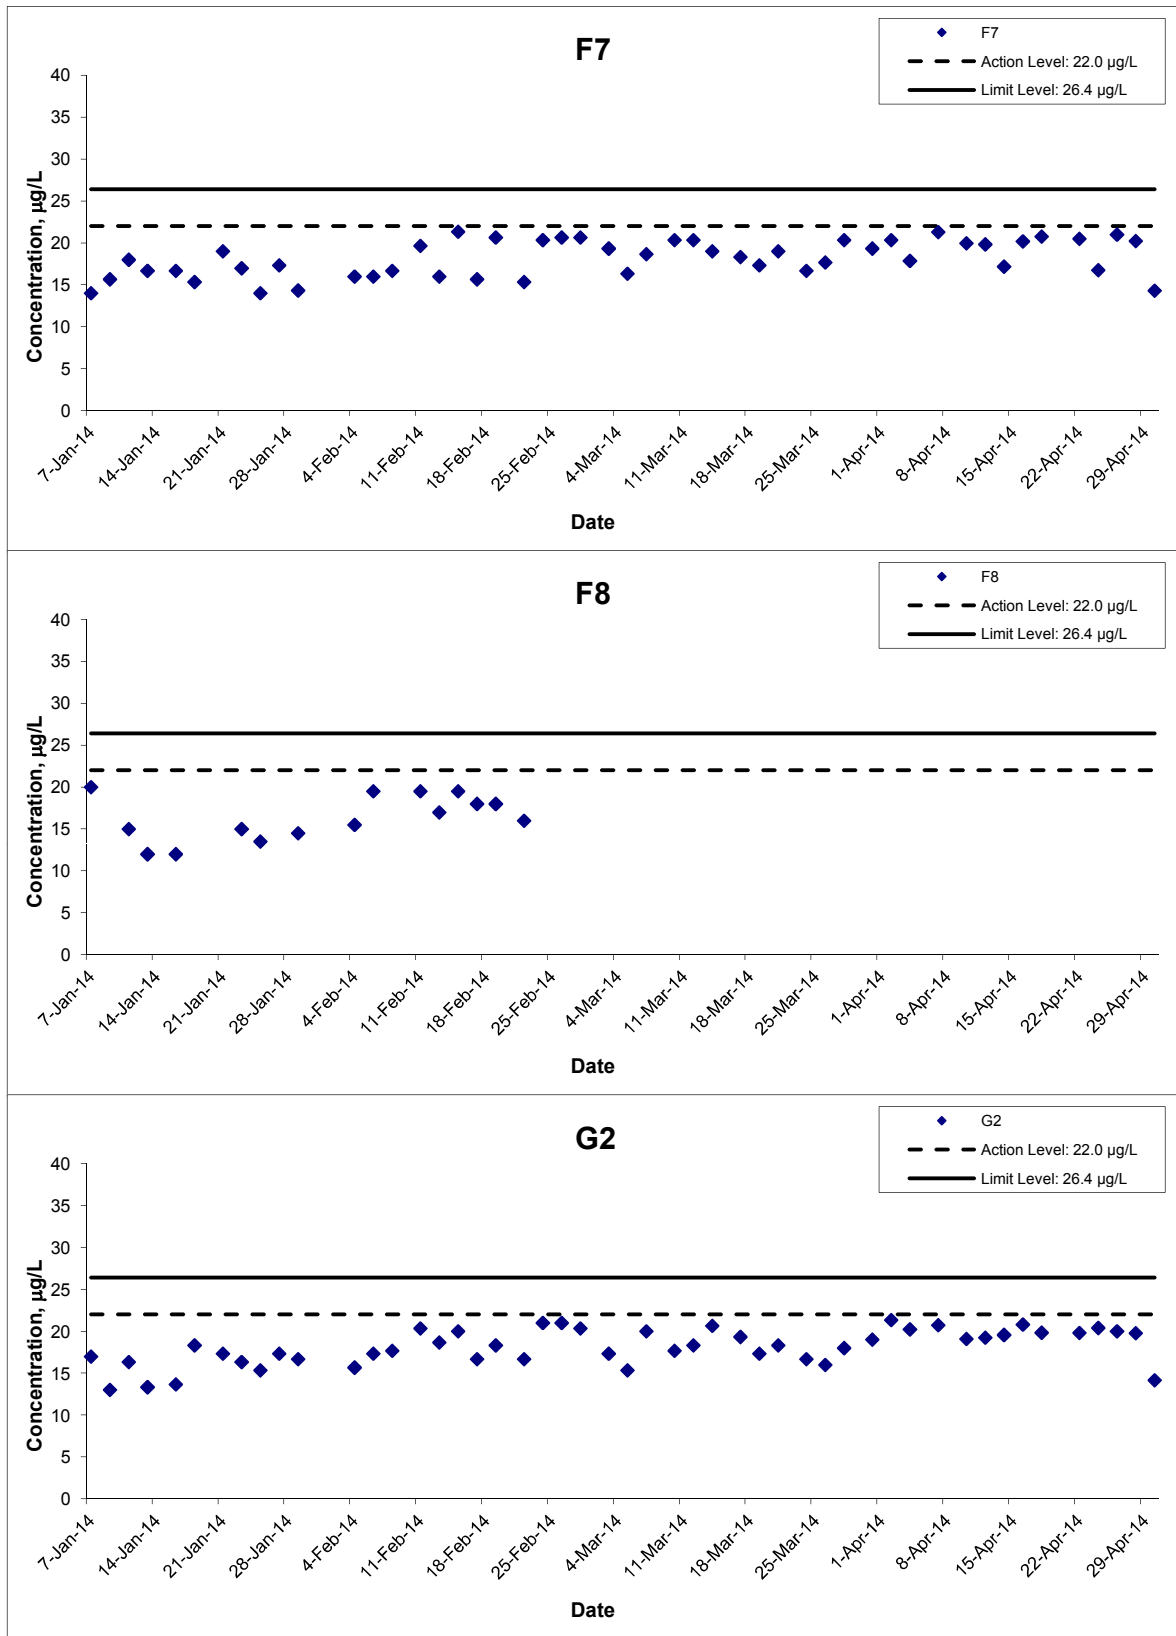 F7
F7
Action Level: 22.0 µg/L
Limit Level: 26.4 µg/L
Concentration, µg/L
40
35
30
25
20
15
10
5
0
7-Jan-14
14-Jan-14
21-Jan-14
28-Jan-14
4-Feb-14
11-Feb-14
18-Feb-14
25-Feb-14
4-Mar-14
11-Mar-14
18-Mar-14
25-Mar-14
1-Apr-14
8-Apr-14
15-Apr-14
22-Apr-14
29-Apr-14
Date
F8
F8
Action Level: 22.0 µg/L
Limit Level: 26.4 µg/L
Concentration, µg/L
40
35
30
25
20
15
10
5
0
7-Jan-14
14-Jan-14
21-Jan-14
28-Jan-14
4-Feb-14
11-Feb-14
18-Feb-14
25-Feb-14
4-Mar-14
11-Mar-14
18-Mar-14
25-Mar-14
1-Apr-14
8-Apr-14
15-Apr-14
22-Apr-14
29-Apr-14
Date
G2
G2
Action Level: 22.0 µg/L
Limit Level: 26.4 µg/L
Concentration, µg/L
40
35
30
25
20
15
10
5
0
7-Jan-14
14-Jan-14
21-Jan-14
28-Jan-14
4-Feb-14
11-Feb-14
18-Feb-14
25-Feb-14
4-Mar-14
11-Mar-14
18-Mar-14
25-Mar-14
1-Apr-14
8-Apr-14
15-Apr-14
22-Apr-14
29-Apr-14
Date